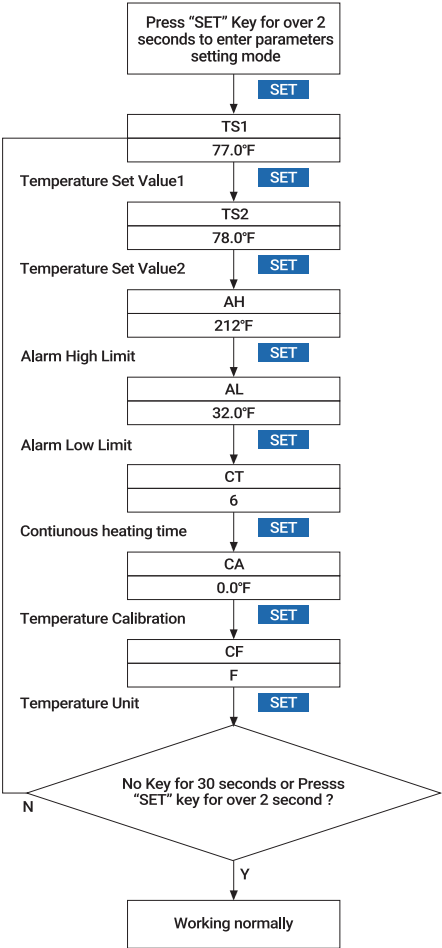 Press “SET” Key for over 2
seconds to enter parameters
setting mode
SET
TS1
77.0°F
Temperature Set Value1
SET
TS2
78.0°F
Temperature Set Value2
SET
AH
212°F
Alarm High Limit
SET
AL
32.0°F
Alarm Low Limit
SET
CT
6
Contiunous heating time
SET
CA
0.0°F
Temperature Calibration
SET
CF
F
Temperature Unit
SET
No Key for 30 seconds or Presss
“SET” key for over 2 second ?
N
Y
Working normally